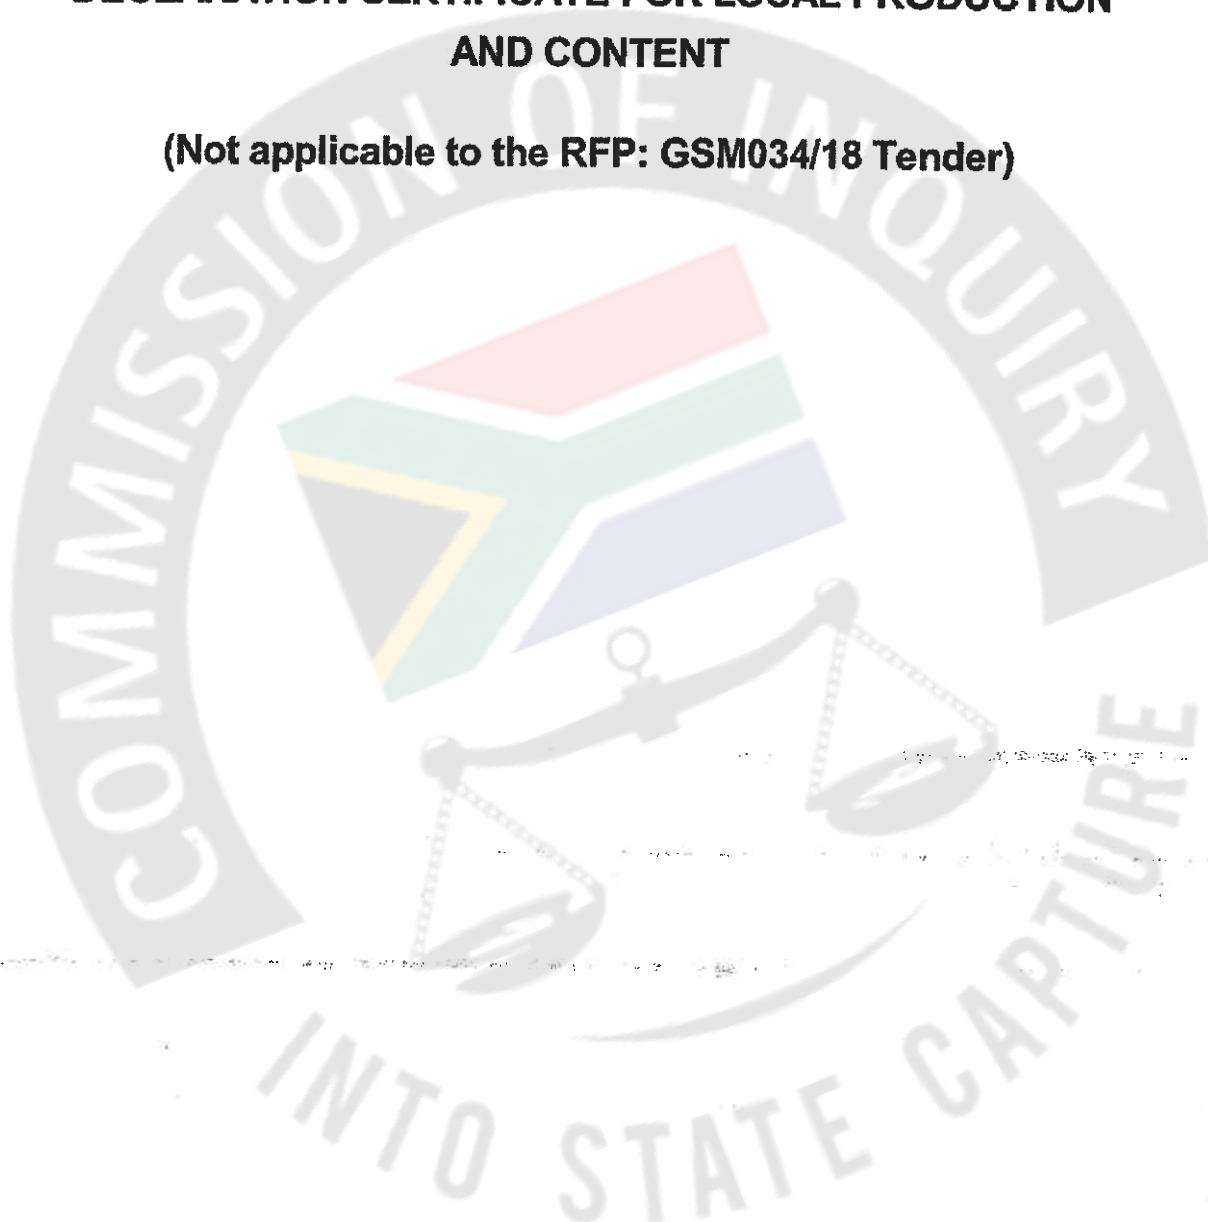 DECLARATION CERTIFICATE FOR LOCAL PRODUCTION
AND CONTENT
(Not applicable to the RFP: GSM034/18 Tender)
COMMISSION OF INQUIRY
INTO STATE CAPTURE